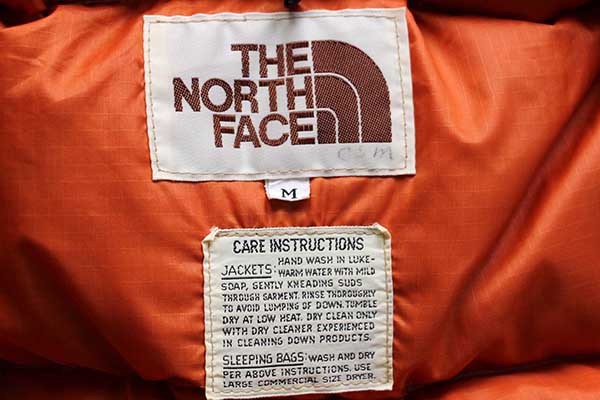 THE
NORTH
FACE
M
CARE INSTRUCTIONS
JACKETS: HAND WASH IN LUKE-
WARM WATER WITH MILD
SOAP, GENTLY KNEADING SUDS
THROUGH GARMENT. RINSE THOROUGHLY
TO AVOID LUMPING OF DOWN. TUMBLE
DRY AT LOW HEAT. DRY CLEAN ONLY
WITH DRY CLEANER EXPERIENCED
IN CLEANING DOWN PRODUCTS.
SLEEPING BAGS: WASH AND DRY
PER ABOVE INSTRUCTIONS. USE
LARGE COMMERCIAL SIZE DRYER.